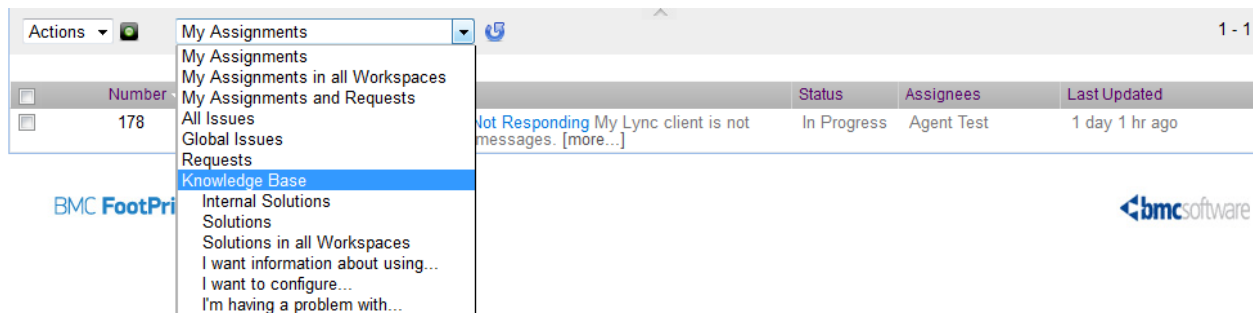 Actions My Assignments 1 - 1
My Assignments
My Assignments in all Workspaces
Number My Assignments and Requests Status Assignees Last Updated
178 All Issues Not Responding My Lync client is not In Progress Agent Test 1 day 1 hr ago
Global Issues messages. [more...]
Requests
Knowledge Base
BMC FootPri Internal Solutions bmcsoftware
Solutions
Solutions in all Workspaces
I want information about using...
I want to configure...
I'm having a problem with...